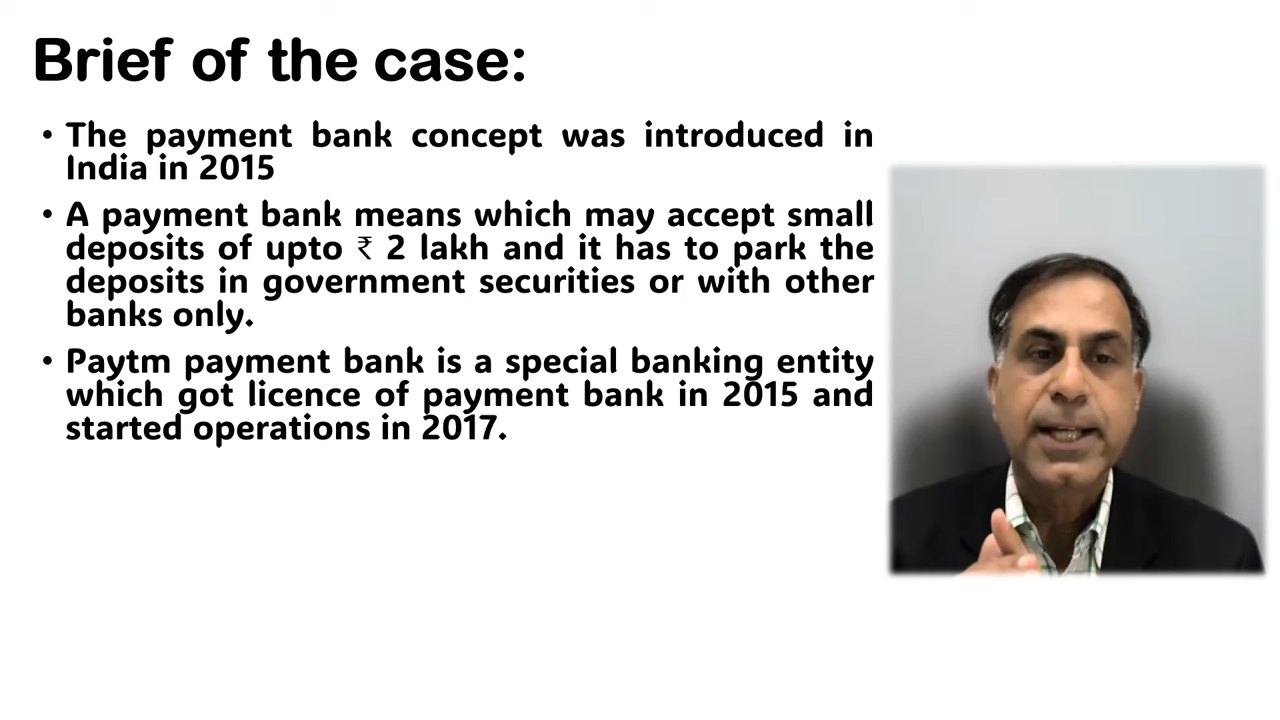 Brief of the case:
• The payment bank concept was introduced in
India in 2015
• A payment bank means which may accept small
deposits of upto ₹ 2 lakh and it has to park the
deposits in government securities or with other
banks only.
• Paytm payment bank is a special banking entity
which got licence of payment bank in 2015 and
started operations in 2017.